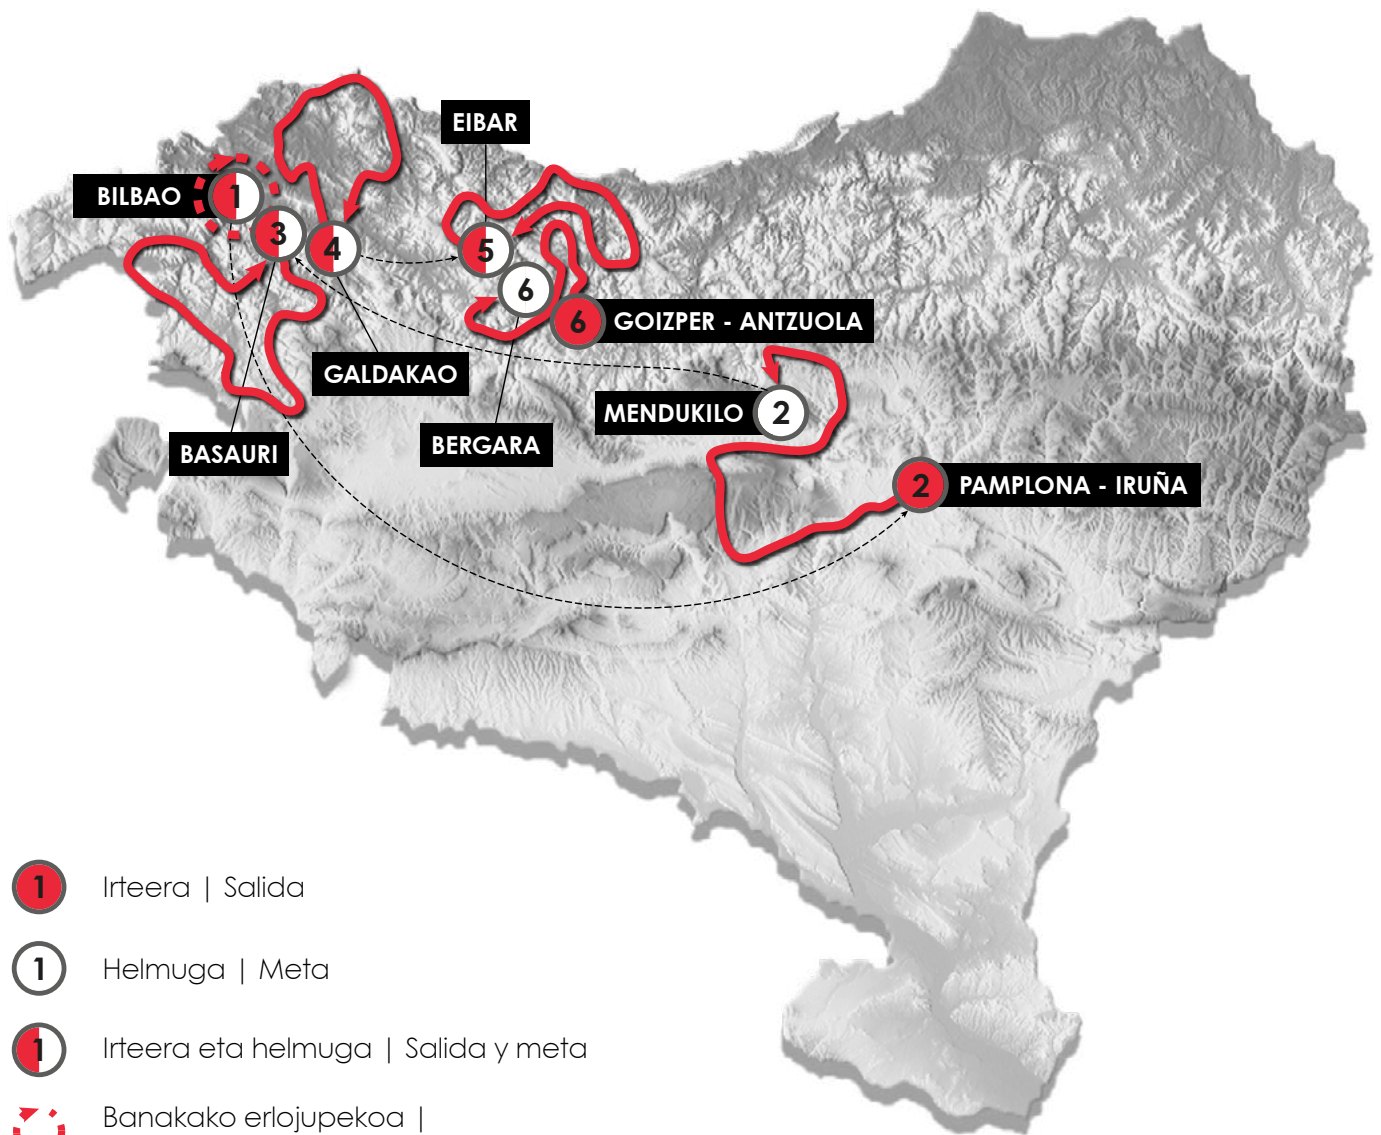 EIBAR
BILBAO
1
3
4
5
6
6
GOIZPER - ANTZUOLA
GALDAKAO
MENDUKILO
2
BERGARA
BASAURI
2
PAMPLONA - IRUÑA
1
Irteera | Salida
1
Helmuga | Meta
1
Irteera eta helmuga | Salida y meta
Banakako erlojupekoa |